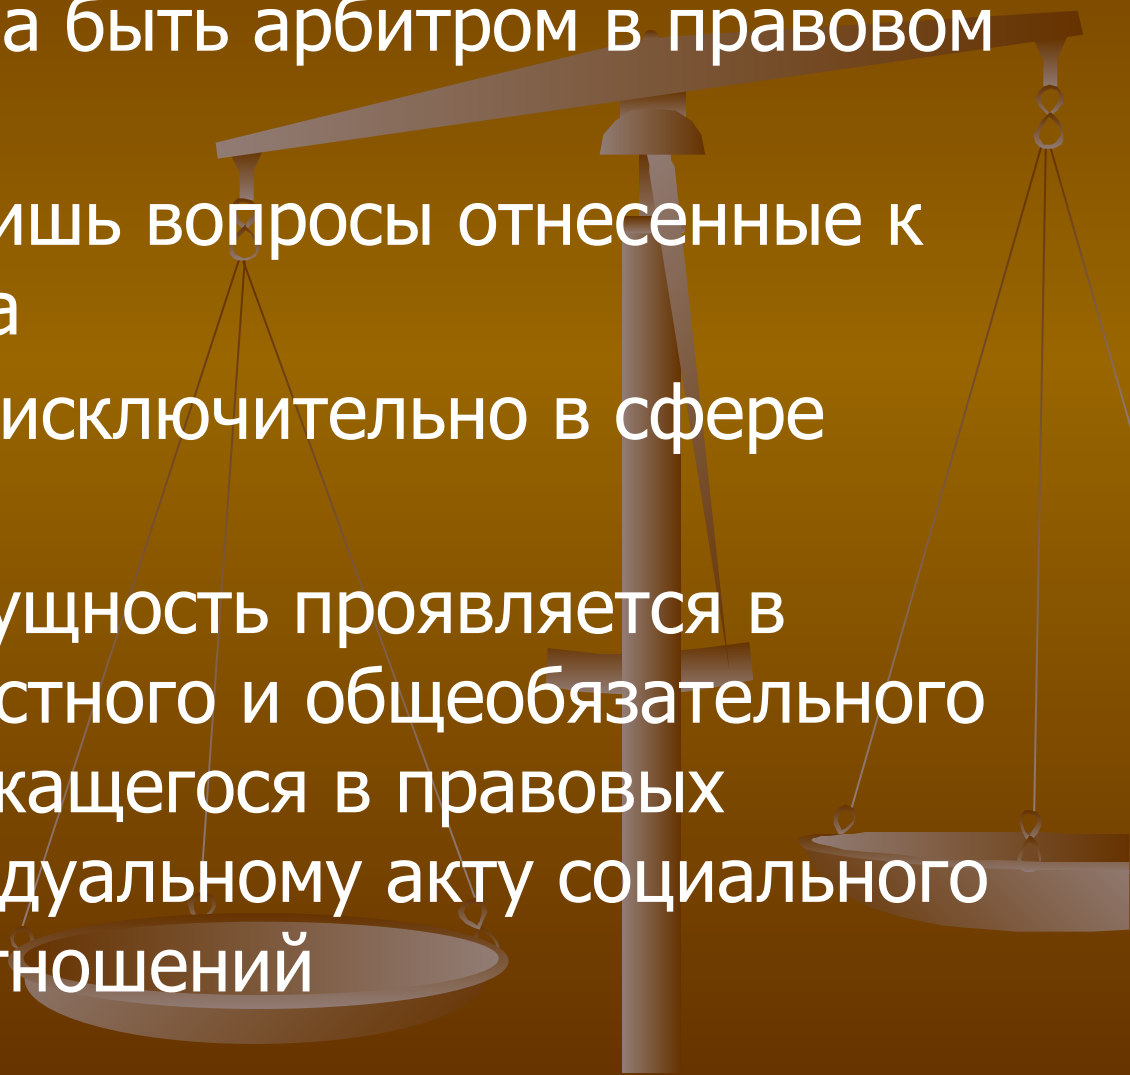 а быть арбитром в правовом
ишь вопросы отнесенные к
а
исключительно в сфере
ущность проявляется в
стного и общеобязательного
кащегося в правовых
дуальному акту социального
тношений